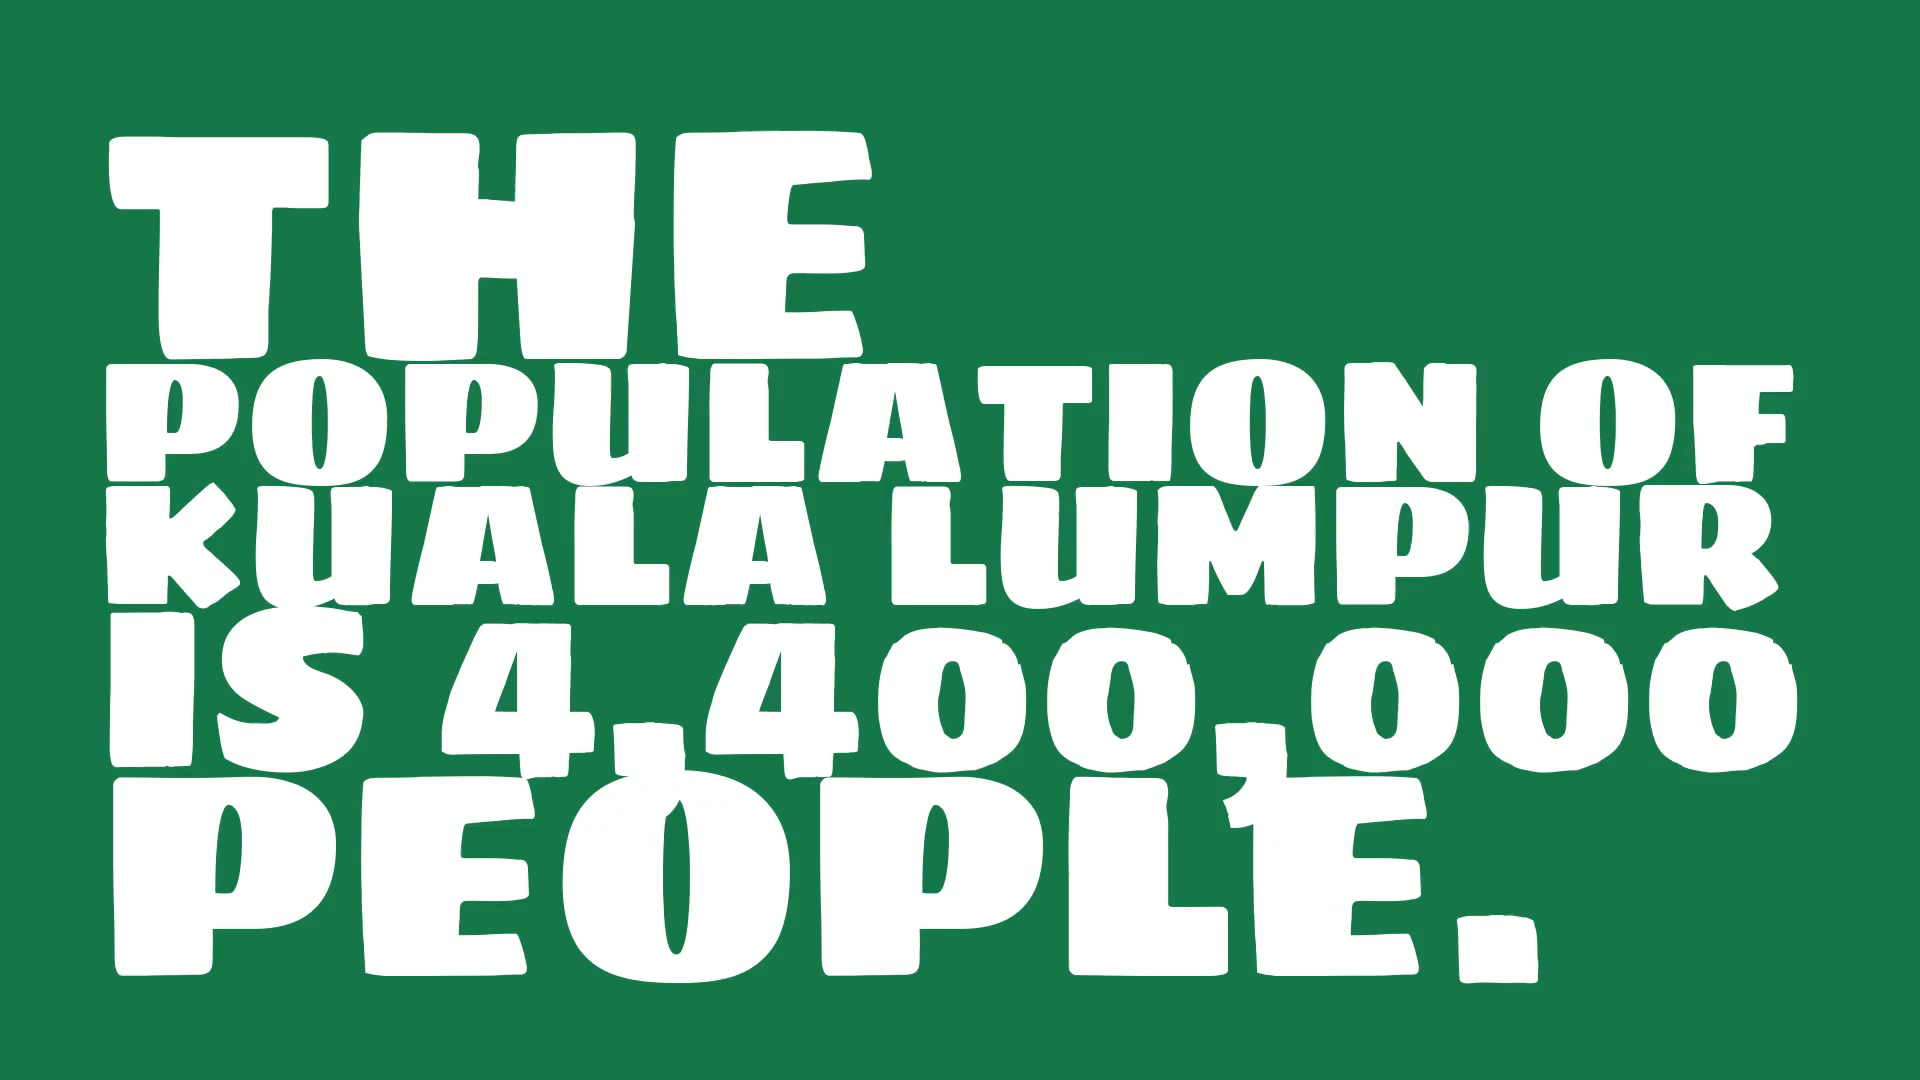 THE
POPULATION OF
KUALA LUMPUR
IS 4,400,000
PEOPLE.